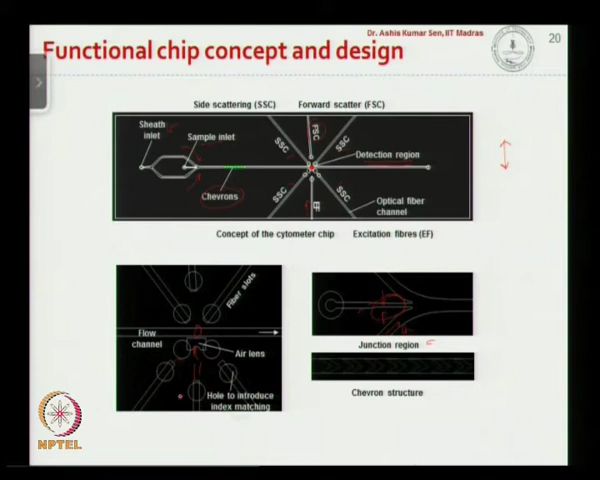 Dr. Ashis Kumar Sen, IIT Madras
20
Functional chip concept and design
Side scattering (SSC)
Forward scatter (FSC)
Sheath
inlet
Sample inlet
SSC
FSC
SSC
Detection region
Chevrons
SSC
EF
SSC
Optical fiber
channel
Concept of the cytometer chip
Excitation fibres (EF)
Fiber slots
Flow
channel
Air lens
Hole to introduce
index matching
Junction region
Chevron structure
NPTEL